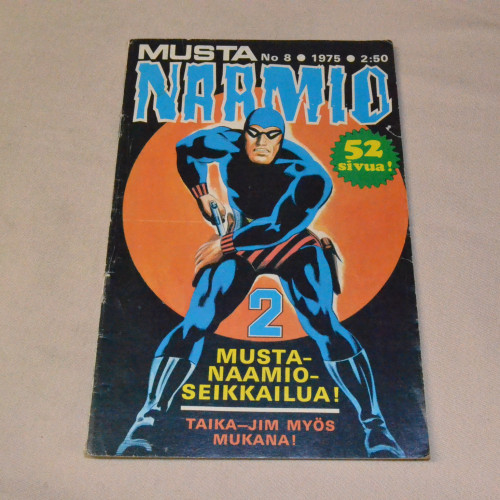 MUSTA No 8 ● 1975 ● 2:50
NAAMIO
52
sivua!
2
MUSTA-
NAAMIO-
SEIKKAILUA!
TAIKA-JIM MYÖS
MUKANA!